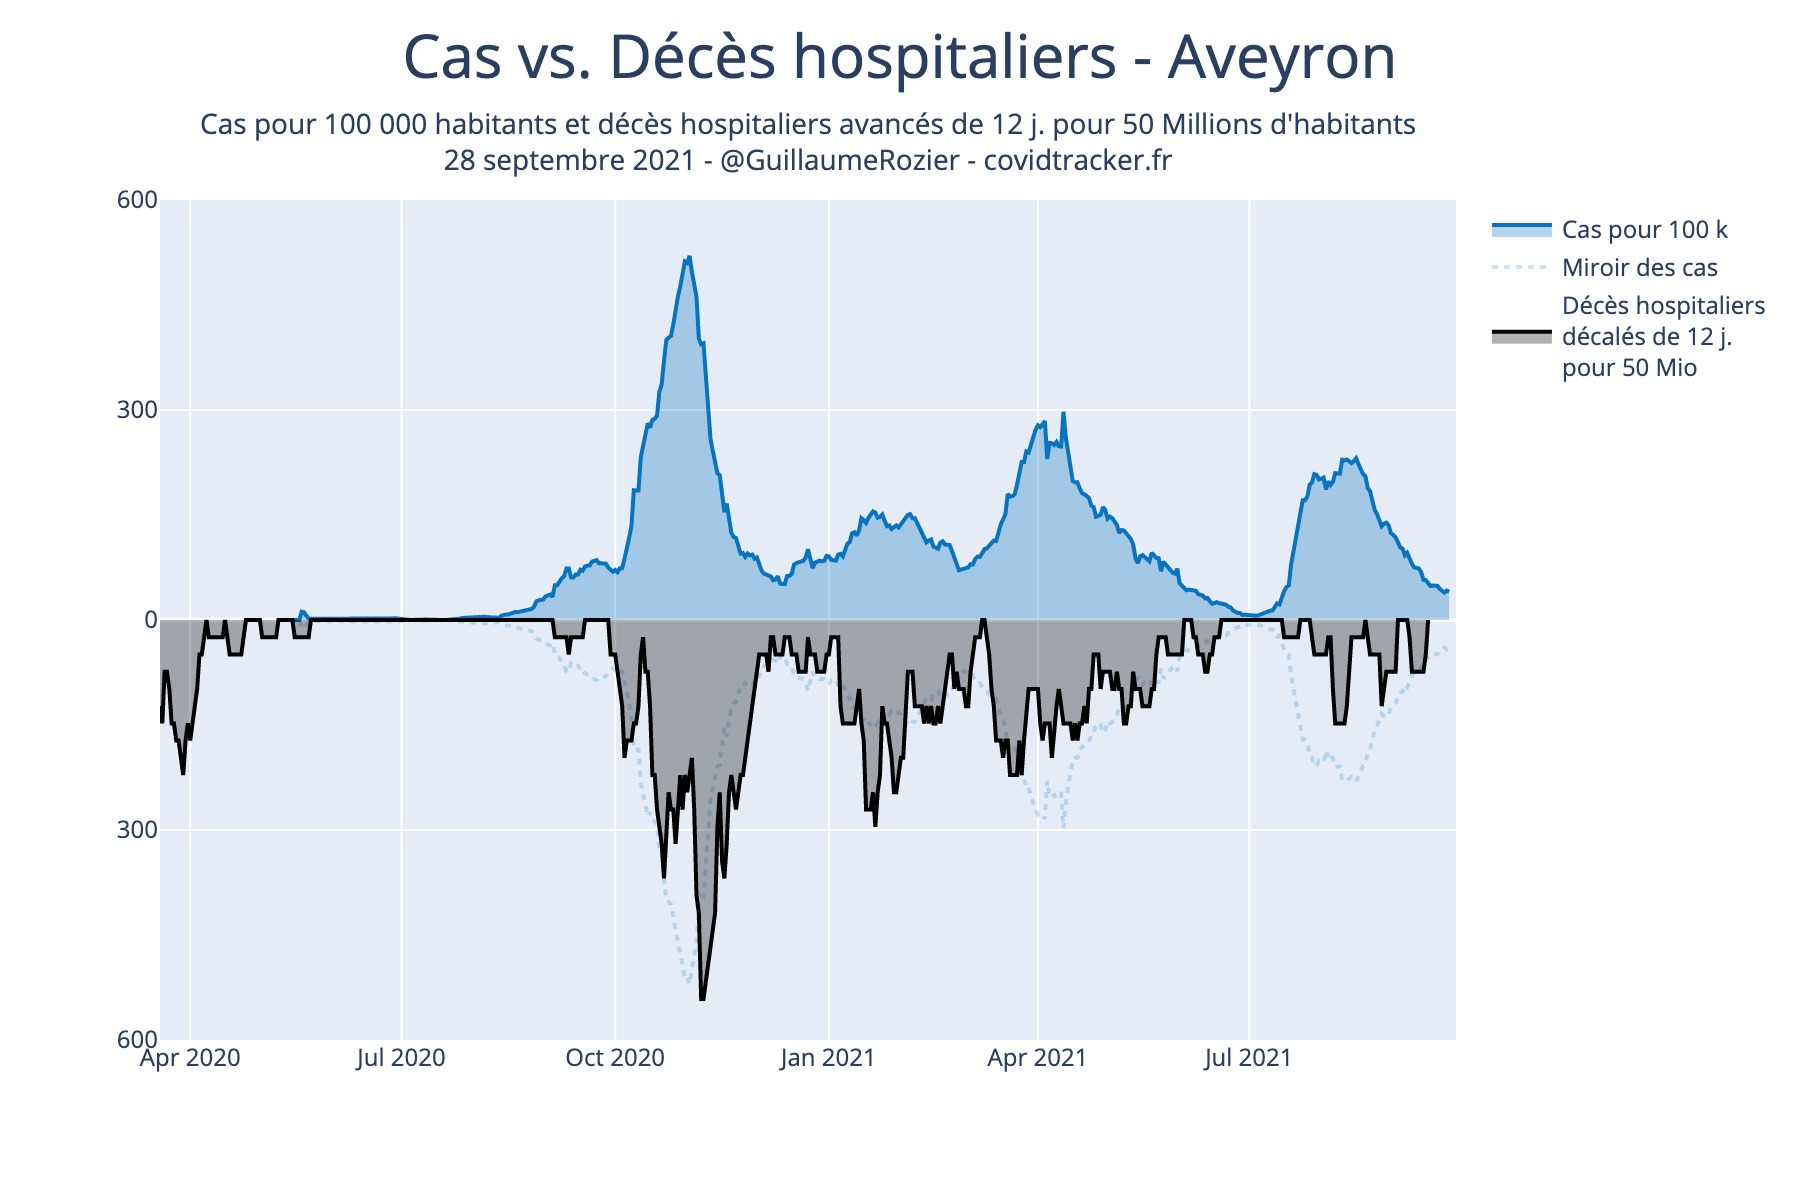 Cas vs. Décès hospitaliers - Aveyron
Cas pour 100 000 habitants et décès hospitaliers avancés de 12 j. pour 50 Millions d'habitants
28 septembre 2021 - @GuillaumeRozier - covidtracker.fr
600
300
0
300
600
Apr 2020
Jul 2020
Oct 2020
Jan 2021
Apr 2021
Jul 2021
Cas pour 100 k
Miroir des cas
Décès hospitaliers
décalés de 12 j.
pour 50 Mio